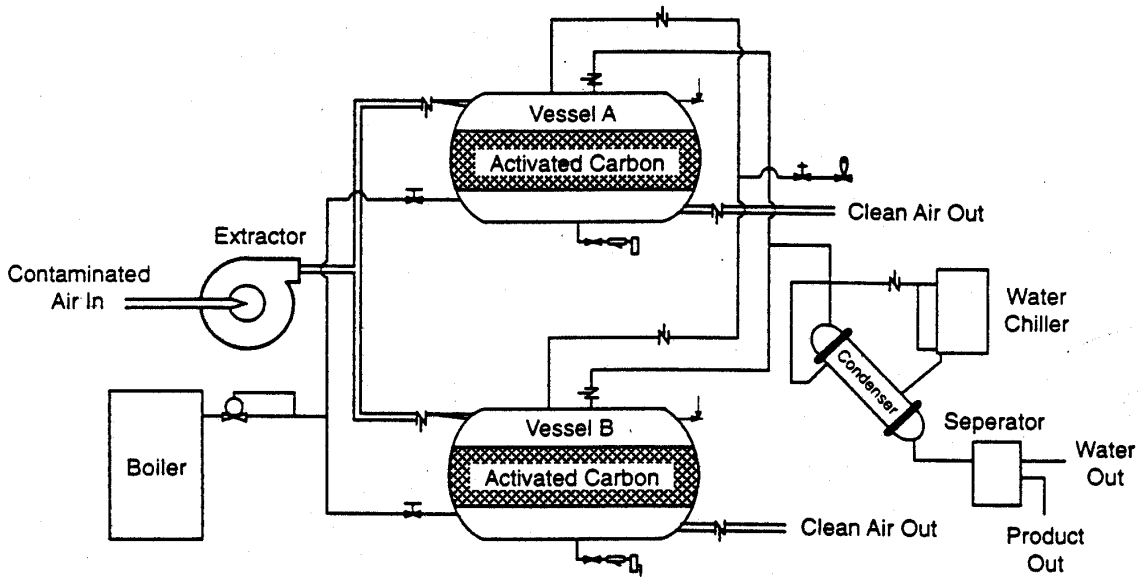 Vessel A
Activated Carbon
Clean Air Out
Extractor
Contaminated
Air In
Water
Chiller
Condenser
Boiler
Vessel B
Activated Carbon
Clean Air Out
Seperator
Water
Out
Product
Out